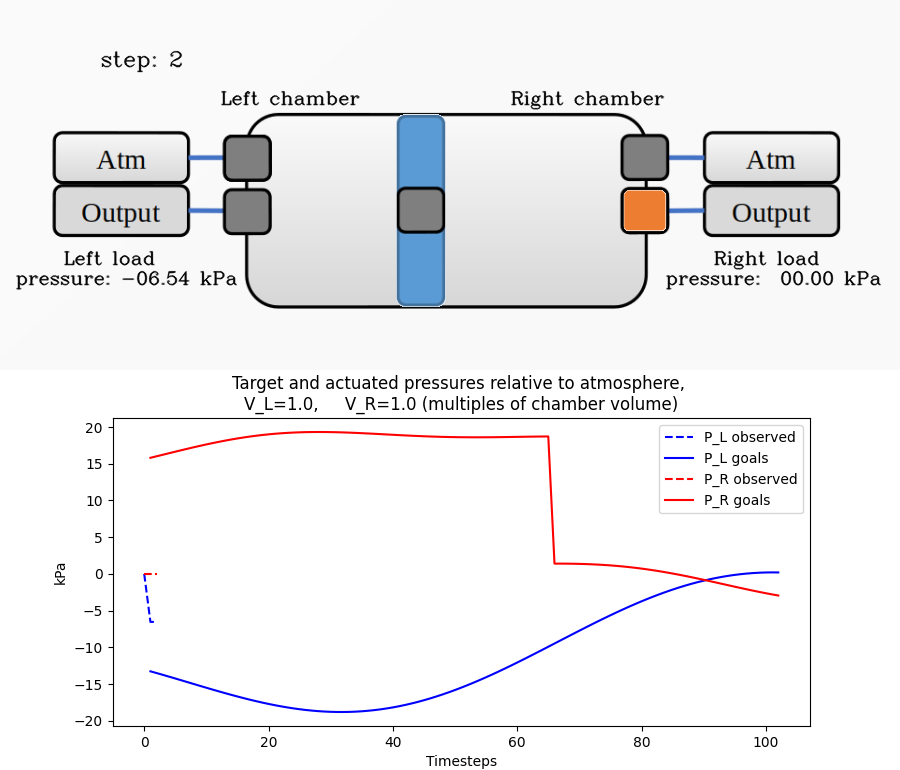 step: 2
Left chamber
Right chamber
Atm
Atm
Output
Output
Left load
pressure: -06.54 kPa
Right load
pressure:  00.00 kPa
Target and actuated pressures relative to atmosphere,
V_L=1.0,     V_R=1.0 (multiples of chamber volume)
20
15
10
5
0
−5
−10
−15
−20
kPa
P_L observed
P_L goals
P_R observed
P_R goals
0 20 40 60 80 100
Timesteps